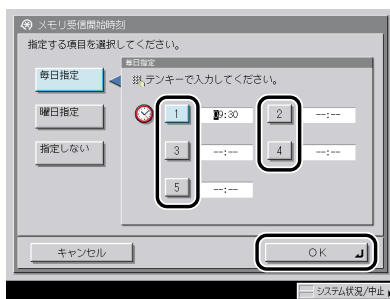 メモリ受信開始時刻
指定する項目を選択してください。
毎日指定
毎日指定
テンキーで入力してください。
曜日指定
1 09:30 2 --:--
指定しない
3 --:-- 4 --:--
5 --:--
キャンセル OK
システム状況/中止